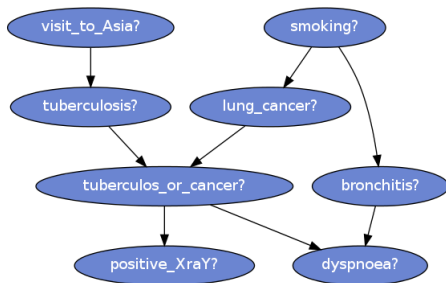 visit_to_Asia?
smoking?
tuberculosis?
lung_cancer?
tuberculos_or_cancer?
bronchitis?
positive_XraY?
dyspnoea?